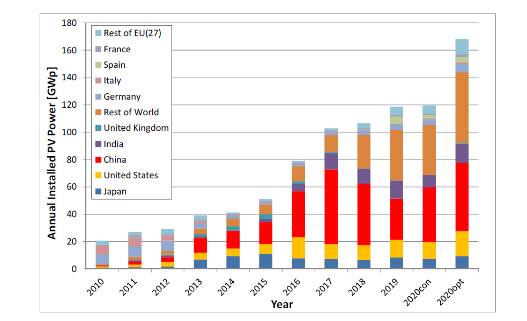 180
160
140
120
100
80
60
40
20
0
Annual Installed PV Power [GWp]
Rest of EU(27)
France
Spain
Italy
Germany
Rest of World
United Kingdom
India
China
United States
Japan
2010
2011
2012
2013
2014
2015
2016
2017
2018
2019
2020con
2020opt
Year